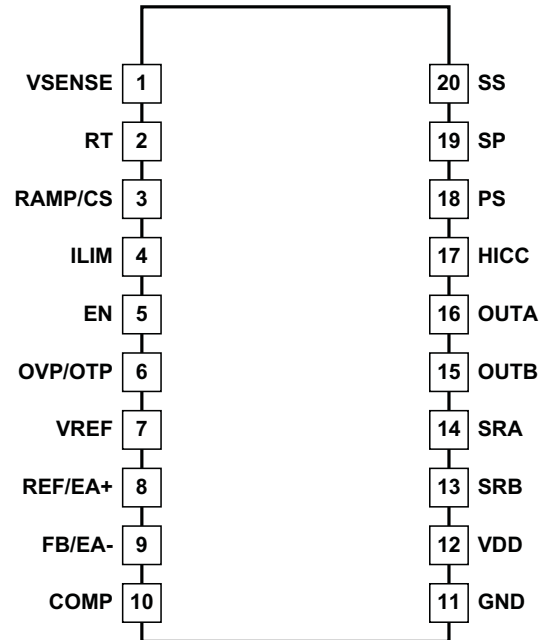 VSENSE 1 20 SS
RT 2 19 SP
RAMP/CS 3 18 PS
ILIM 4 17 HICC
EN 5 16 OUTA
OVP/OTP 6 15 OUTB
VREF 7 14 SRA
REF/EA+ 8 13 SRB
FB/EA- 9 12 VDD
COMP 10 11 GND